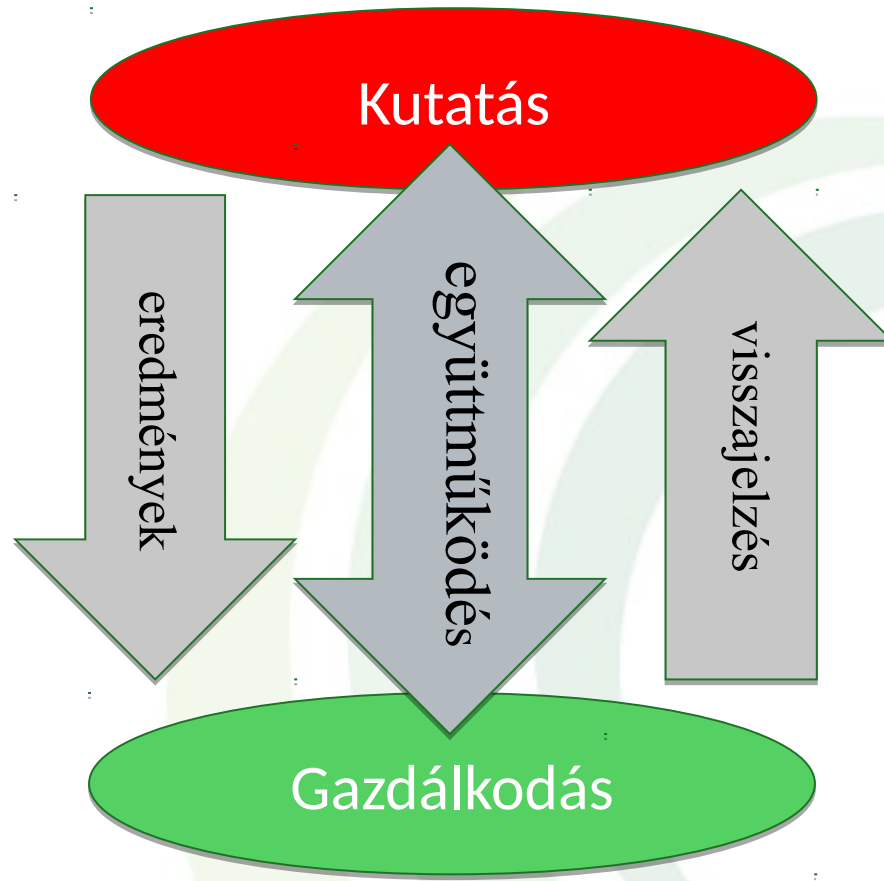 Kutatás
eredmények
együttműködés
visszajelzés
Gazdálkodás